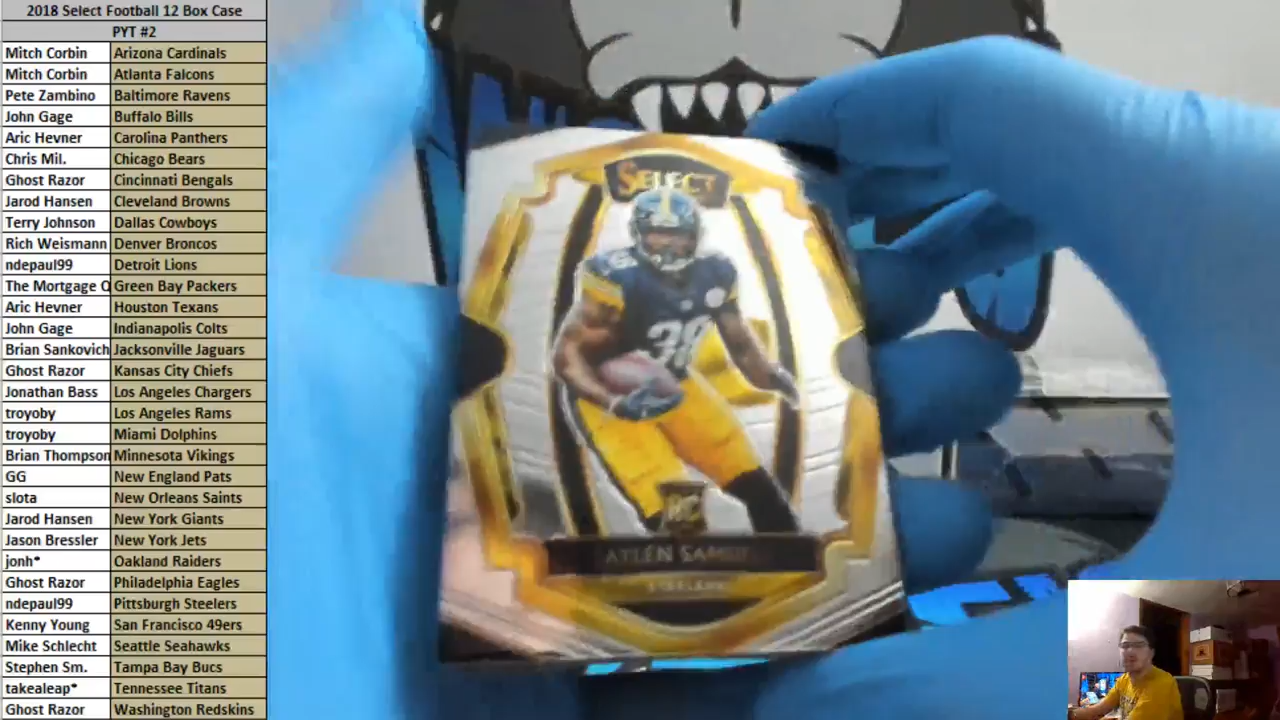 2018 Select Football 12 Box Case
PYT #2
Mitch Corbin Arizona Cardinals
Mitch Corbin Atlanta Falcons
Pete Zambino Baltimore Ravens
John Gage Buffalo Bills
Aric Hevner Carolina Panthers
Chris Mil. Chicago Bears
Ghost Razor Cincinnati Bengals
Jarod Hansen Cleveland Browns
Terry Johnson Dallas Cowboys
Rich Weismann Denver Broncos
ndepaul99 Detroit Lions
The Mortgage Q Green Bay Packers
Aric Hevner Houston Texans
John Gage Indianapolis Colts
Brian Sankovich Jacksonville Jaguars
Ghost Razor Kansas City Chiefs
Jonathan Bass Los Angeles Chargers
troyoby Los Angeles Rams
troyoby Miami Dolphins
Brian Thompson Minnesota Vikings
GG New England Pats
slota New Orleans Saints
Jarod Hansen New York Giants
Jason Bressler New York Jets
jonh* Oakland Raiders
Ghost Razor Philadelphia Eagles
ndepaul99 Pittsburgh Steelers
Kenny Young San Francisco 49ers
Mike Schlecht Seattle Seahawks
Stephen Sm. Tampa Bay Bucs
takealeap* Tennessee Titans
Ghost Razor Washington Redskins
SELECT
38
RC
STEELERS